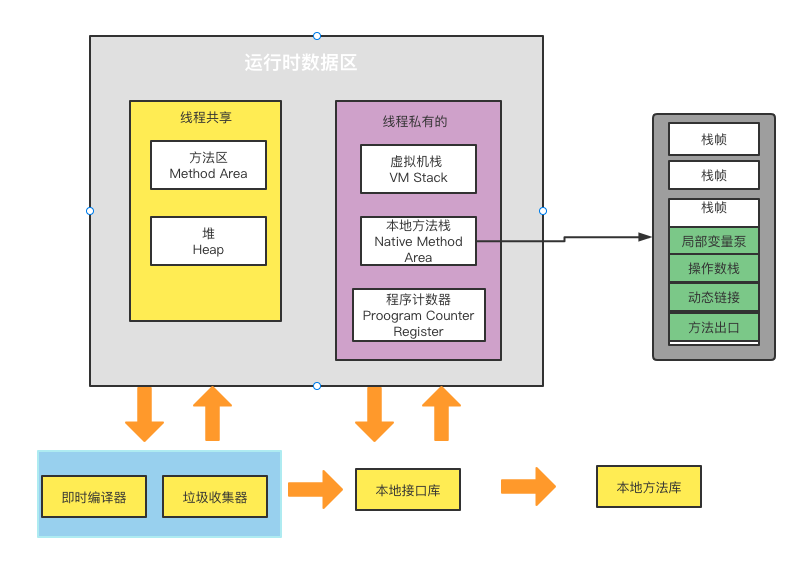 运行时数据区
线程共享
方法区
Method Area
堆
Heap
线程私有的
虚拟机栈
VM Stack
本地方法栈
Native Method
Area
程序计数器
Proogram Counter
Register
栈帧
栈帧
栈帧
局部变量泵
操作数栈
动态链接
方法出口
即时编译器
垃圾收集器
本地接口库
本地方法库